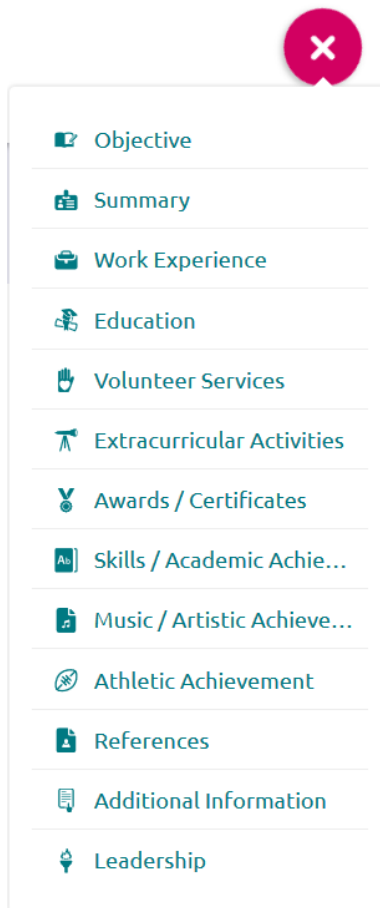 Objective
Summary
Work Experience
Education
Volunteer Services
Extracurricular Activities
Awards / Certificates
Ab
Skills / Academic Achie...
Music / Artistic Achieve...
Athletic Achievement
References
Additional Information
Leadership